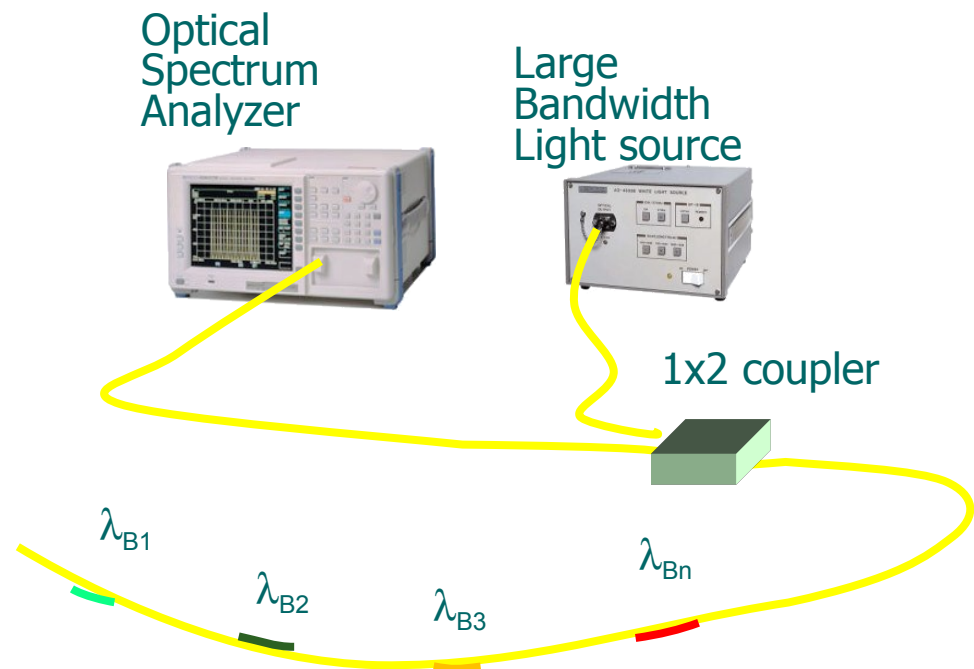 Optical
Spectrum
Analyzer
Large
Bandwidth
Light source
1x2 coupler
λB1
λB2
λB3
λBn